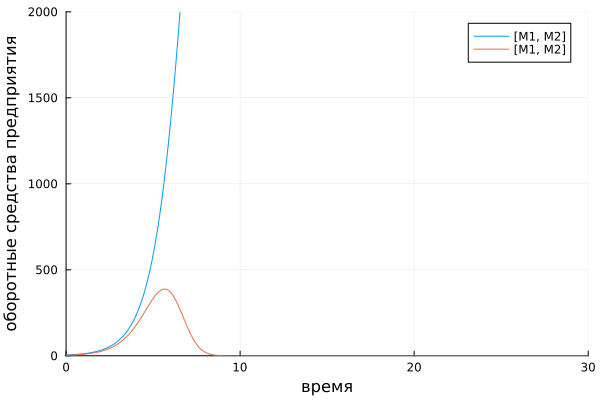 2000
1500
1000
500
0
0
10
20
30
время
оборотные средства предприятия
[M1, M2]
[M1, M2]